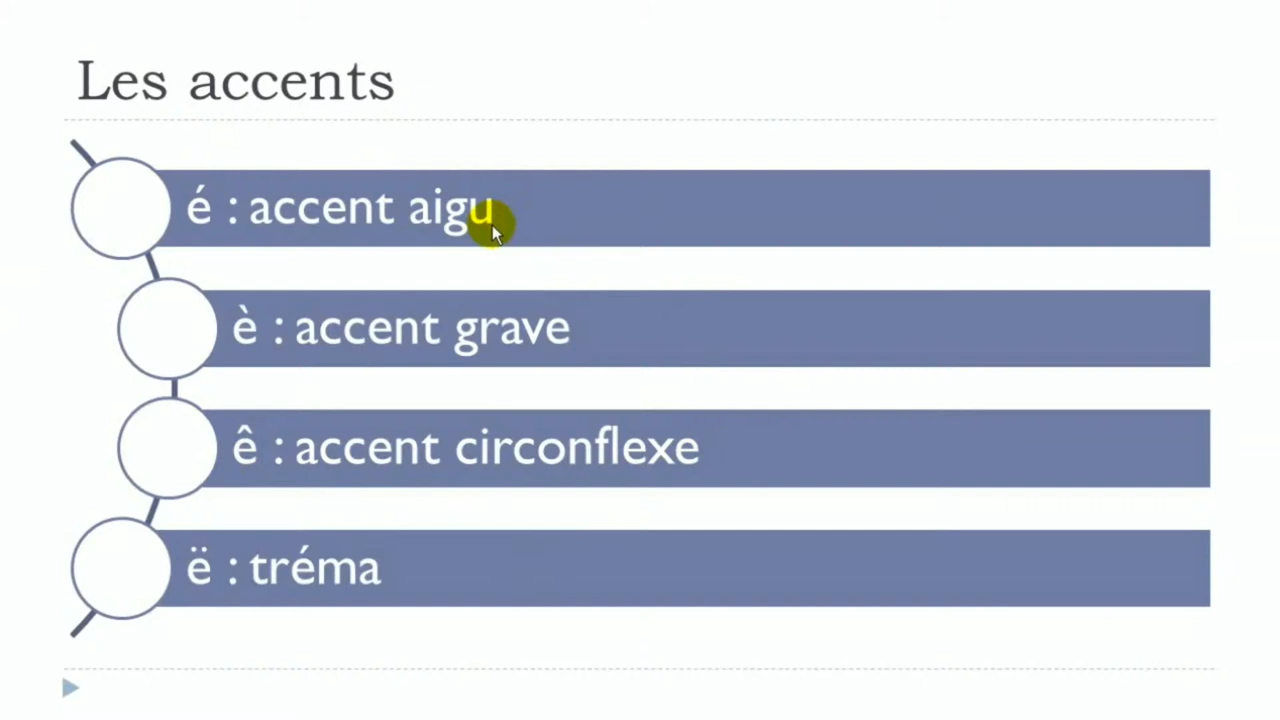 Les accents
é : accent aigu
è : accent grave
ê : accent circonflexe
ë : tréma